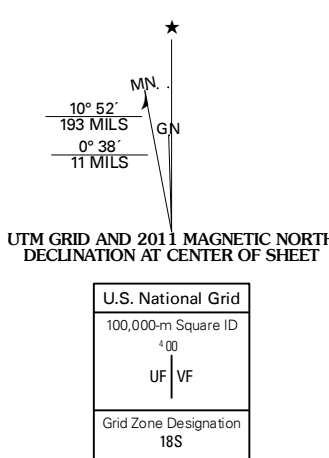 ★
MN
10° 52´
193 MILS
GN
0° 38´
11 MILS
UTM GRID AND 2011 MAGNETIC NORTH
DECLINATION AT CENTER OF SHEET
U.S. National Grid
100,000-m Square ID
4 00
UF VF
Grid Zone Designation
18S